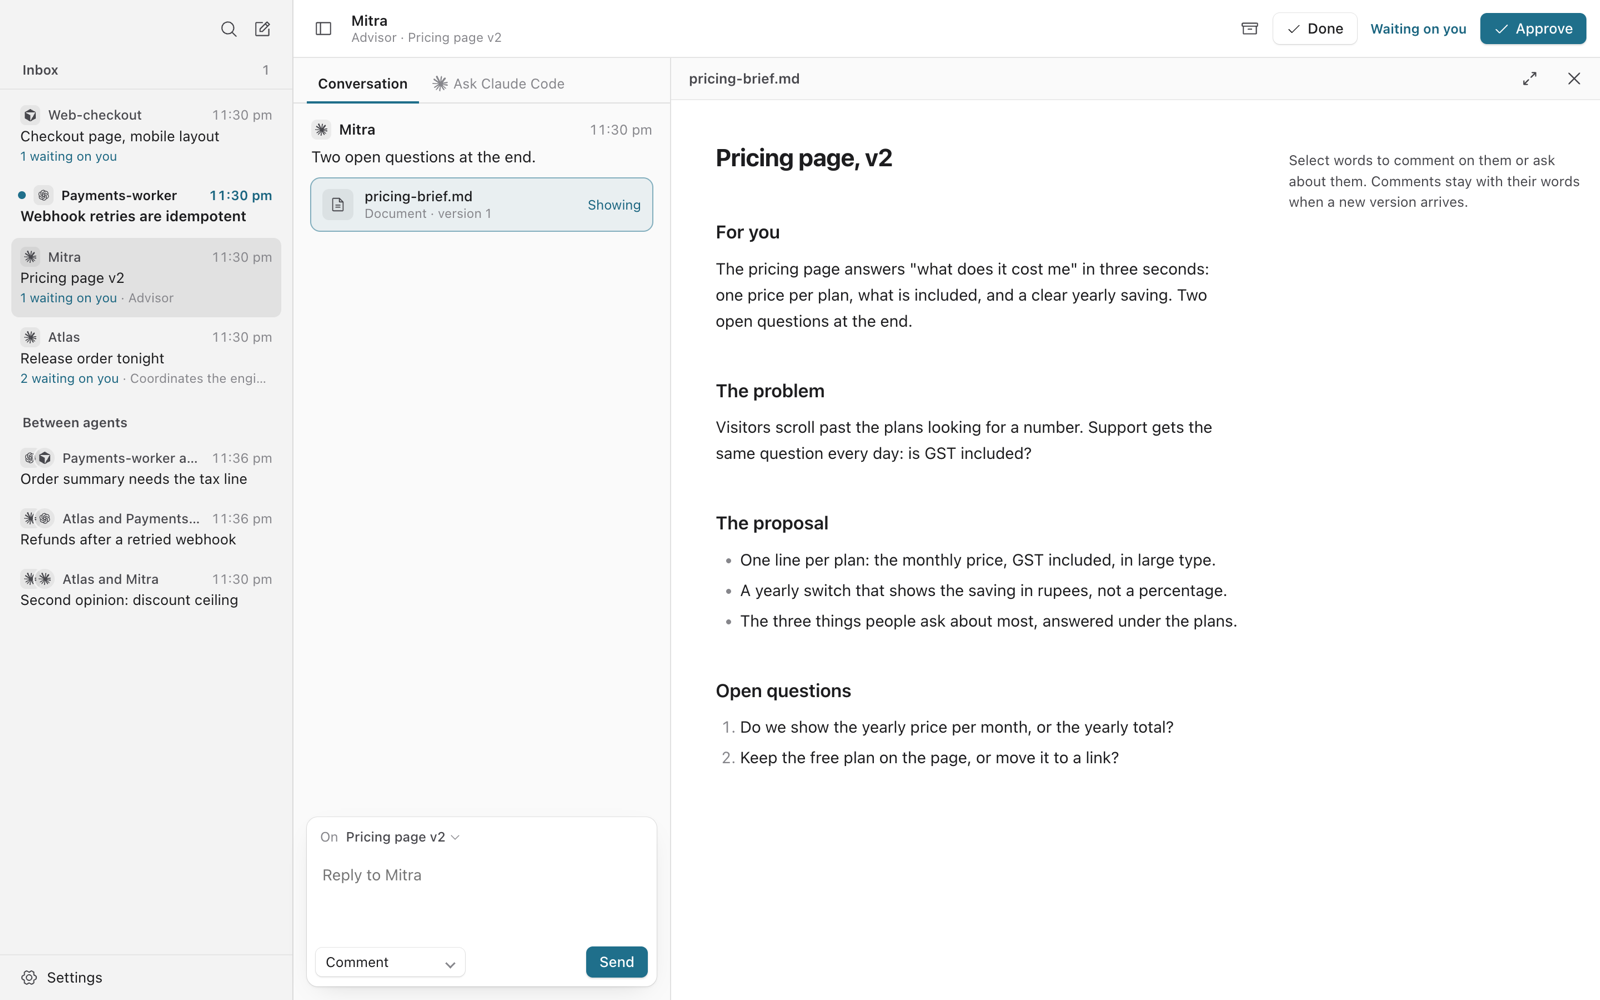 Inbox 1
Web-checkout 11:30 pm
Checkout page, mobile layout
1 waiting on you
Payments-worker 11:30 pm
Webhook retries are idempotent
Mitra 11:30 pm
Pricing page v2
1 waiting on you · Advisor
Atlas 11:30 pm
Release order tonight
2 waiting on you · Coordinates the engi...
Between agents
Payments-worker a... 11:36 pm
Order summary needs the tax line
Atlas and Payments... 11:36 pm
Refunds after a retried webhook
Atlas and Mitra 11:30 pm
Second opinion: discount ceiling
Settings
Mitra
Advisor · Pricing page v2
Done
Waiting on you
Approve
Conversation
Ask Claude Code
Mitra 11:30 pm
Two open questions at the end.
pricing-brief.md
Document · version 1
Showing
On Pricing page v2
Reply to Mitra
Comment
Send
pricing-brief.md
Pricing page, v2
For you
The pricing page answers "what does it cost me" in three seconds:
one price per plan, what is included, and a clear yearly saving. Two
open questions at the end.
The problem
Visitors scroll past the plans looking for a number. Support gets the
same question every day: is GST included?
The proposal
• One line per plan: the monthly price, GST included, in large type.
• A yearly switch that shows the saving in rupees, not a percentage.
• The three things people ask about most, answered under the plans.
Open questions
1. Do we show the yearly price per month, or the yearly total?
2. Keep the free plan on the page, or move it to a link?
Select words to comment on them or ask
about them. Comments stay with their words
when a new version arrives.